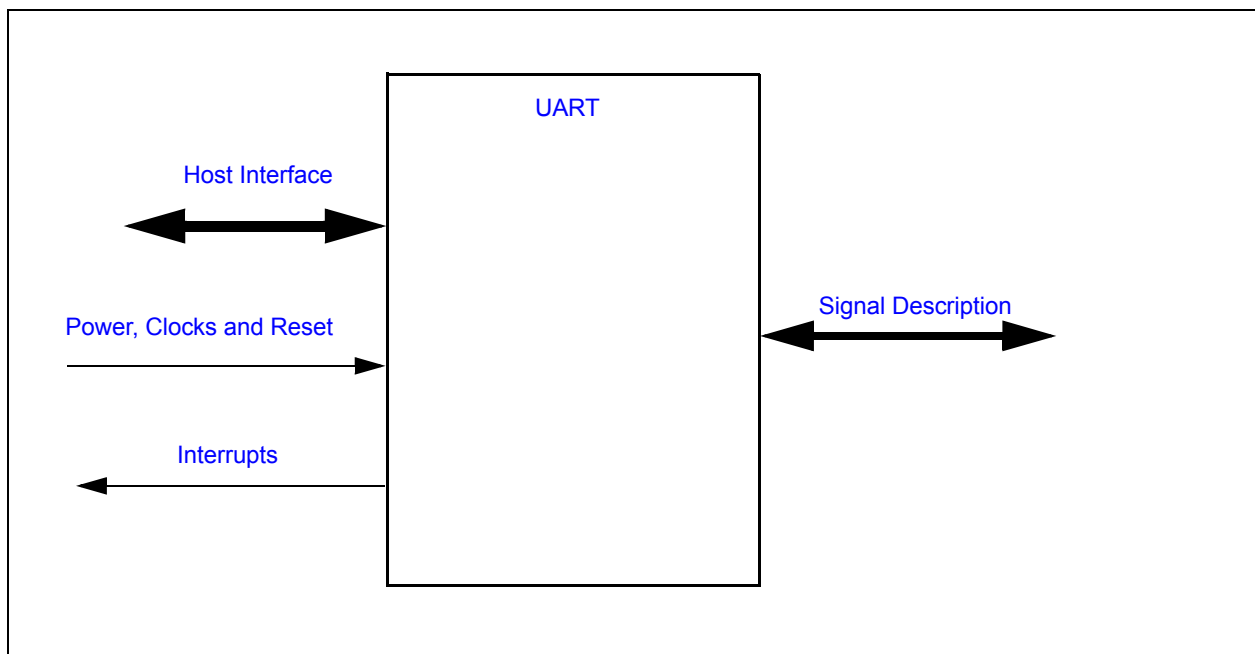 UART
Host Interface
Signal Description
Power, Clocks and Reset
Interrupts